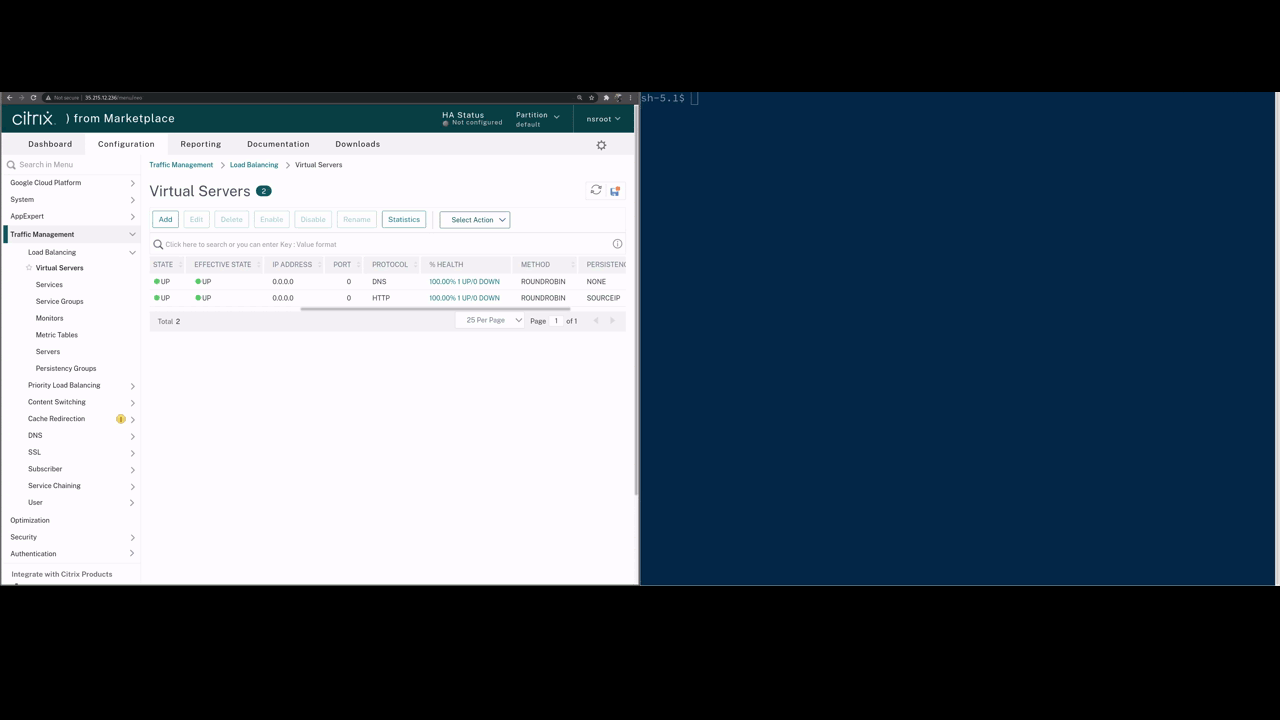 Not secure | 35.215.12.236/menu/neo
citrix. ) from Marketplace
HA Status
Not configured
Partition
default
nsroot
Dashboard Configuration Reporting Documentation Downloads
Search in Menu
Google Cloud Platform
System
AppExpert
Traffic Management
Load Balancing
Virtual Servers
Services
Service Groups
Monitors
Metric Tables
Servers
Persistency Groups
Priority Load Balancing
Content Switching
Cache Redirection
DNS
SSL
Subscriber
Service Chaining
User
Optimization
Security
Authentication
Integrate with Citrix Products
Traffic Management Load Balancing Virtual Servers
Virtual Servers 2
Add Edit Delete Enable Disable Rename Statistics Select Action
Click here to search or you can enter Key : Value format
STATE EFFECTIVE STATE IP ADDRESS PORT PROTOCOL % HEALTH METHOD PERSISTENC
UP UP 0.0.0.0 0 DNS 100.00% 1 UP/0 DOWN ROUNDROBIN NONE
UP UP 0.0.0.0 0 HTTP 100.00% 1 UP/0 DOWN ROUNDROBIN SOURCEIP
Total 2 25 Per Page Page 1 of 1
sh-5.1$